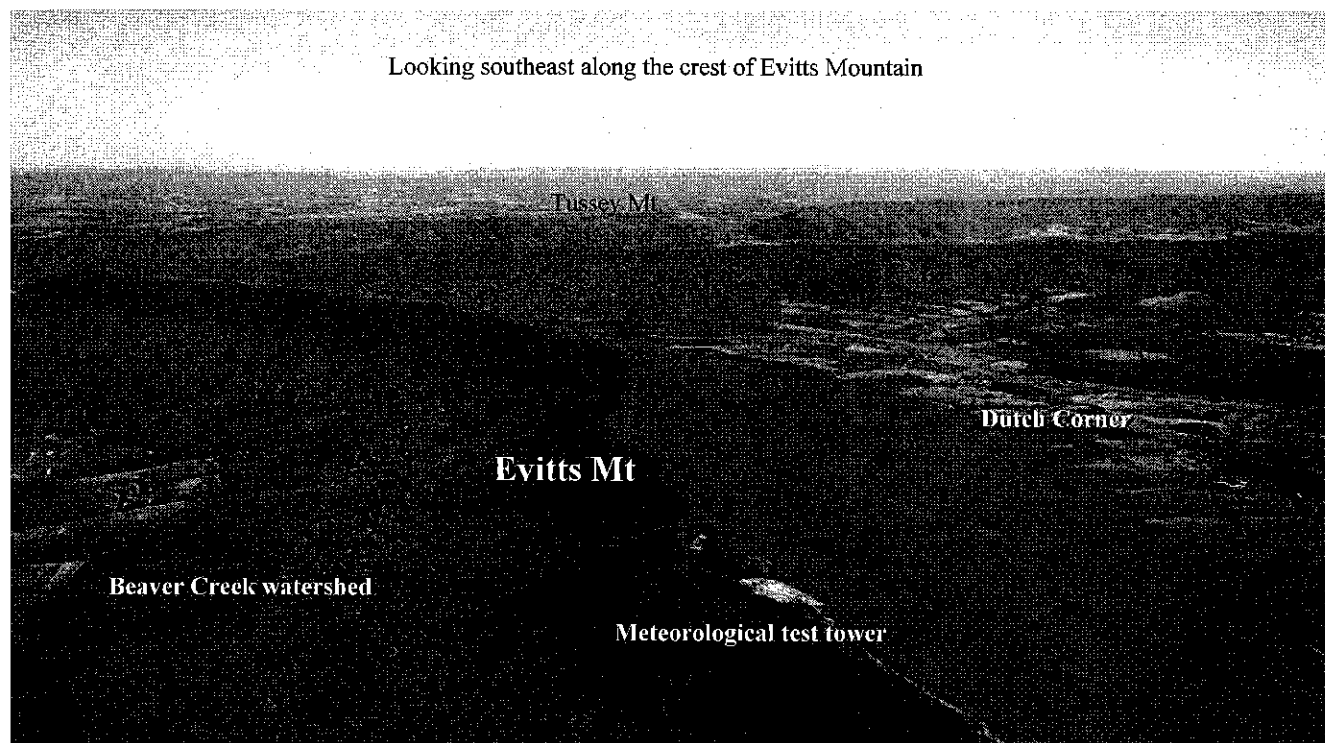 Looking southeast along the crest of Evitts Mountain
Tussey Mt.
Dutch Corner
Evitts Mt
Beaver Creek watershed
Meteorological test tower